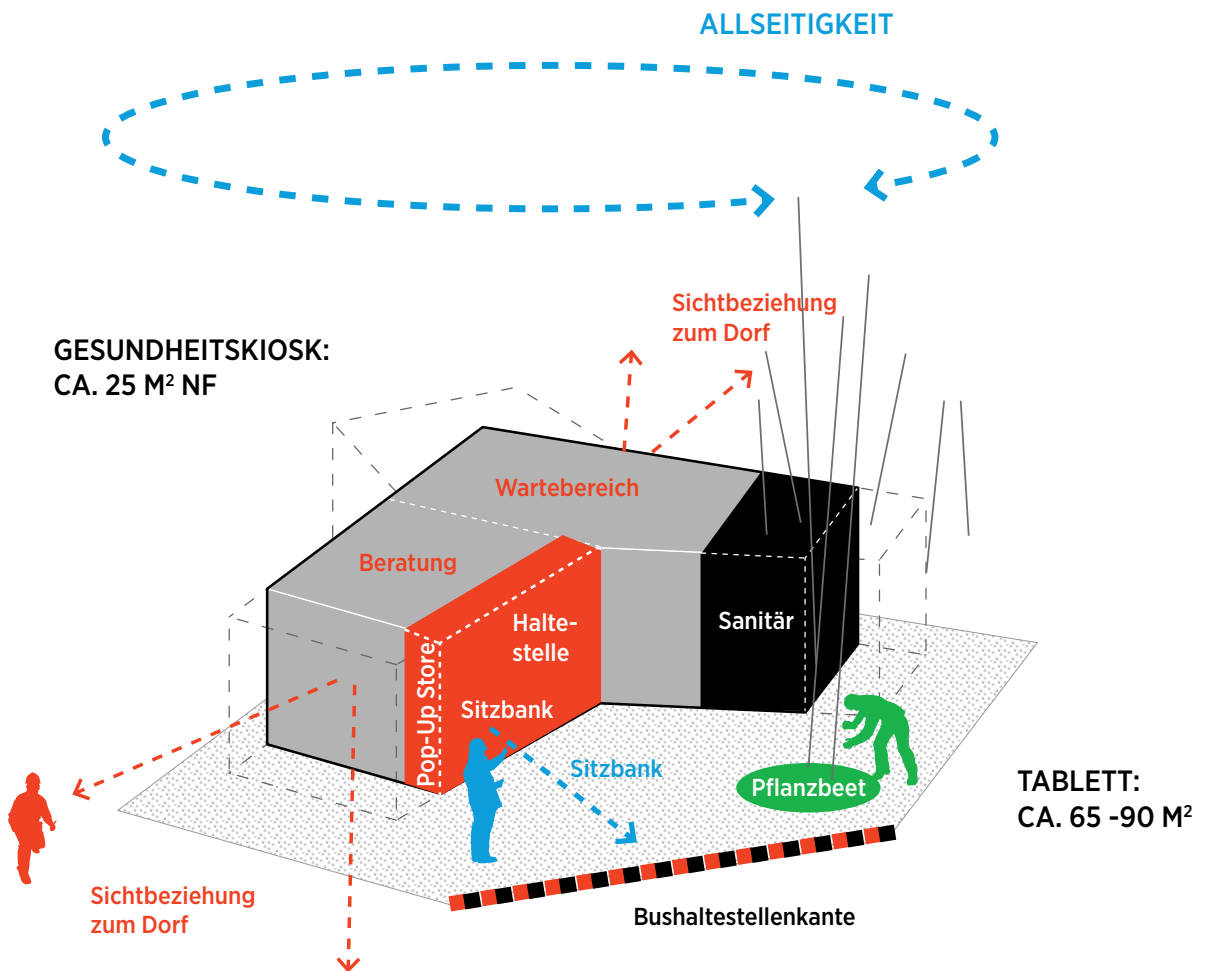 ALLSEITIGKEIT
Sichtbeziehung
zum Dorf
GESUNDHEITSKIOSK:
CA. 25 M² NF
Wartebereich
Beratung
Halte-
stelle
Sanitär
Pop-Up Store
Sitzbank
Sitzbank
Pflanzbeet
TABLETT:
CA. 65 -90 M²
Sichtbeziehung
zum Dorf
Bushaltestellenkante